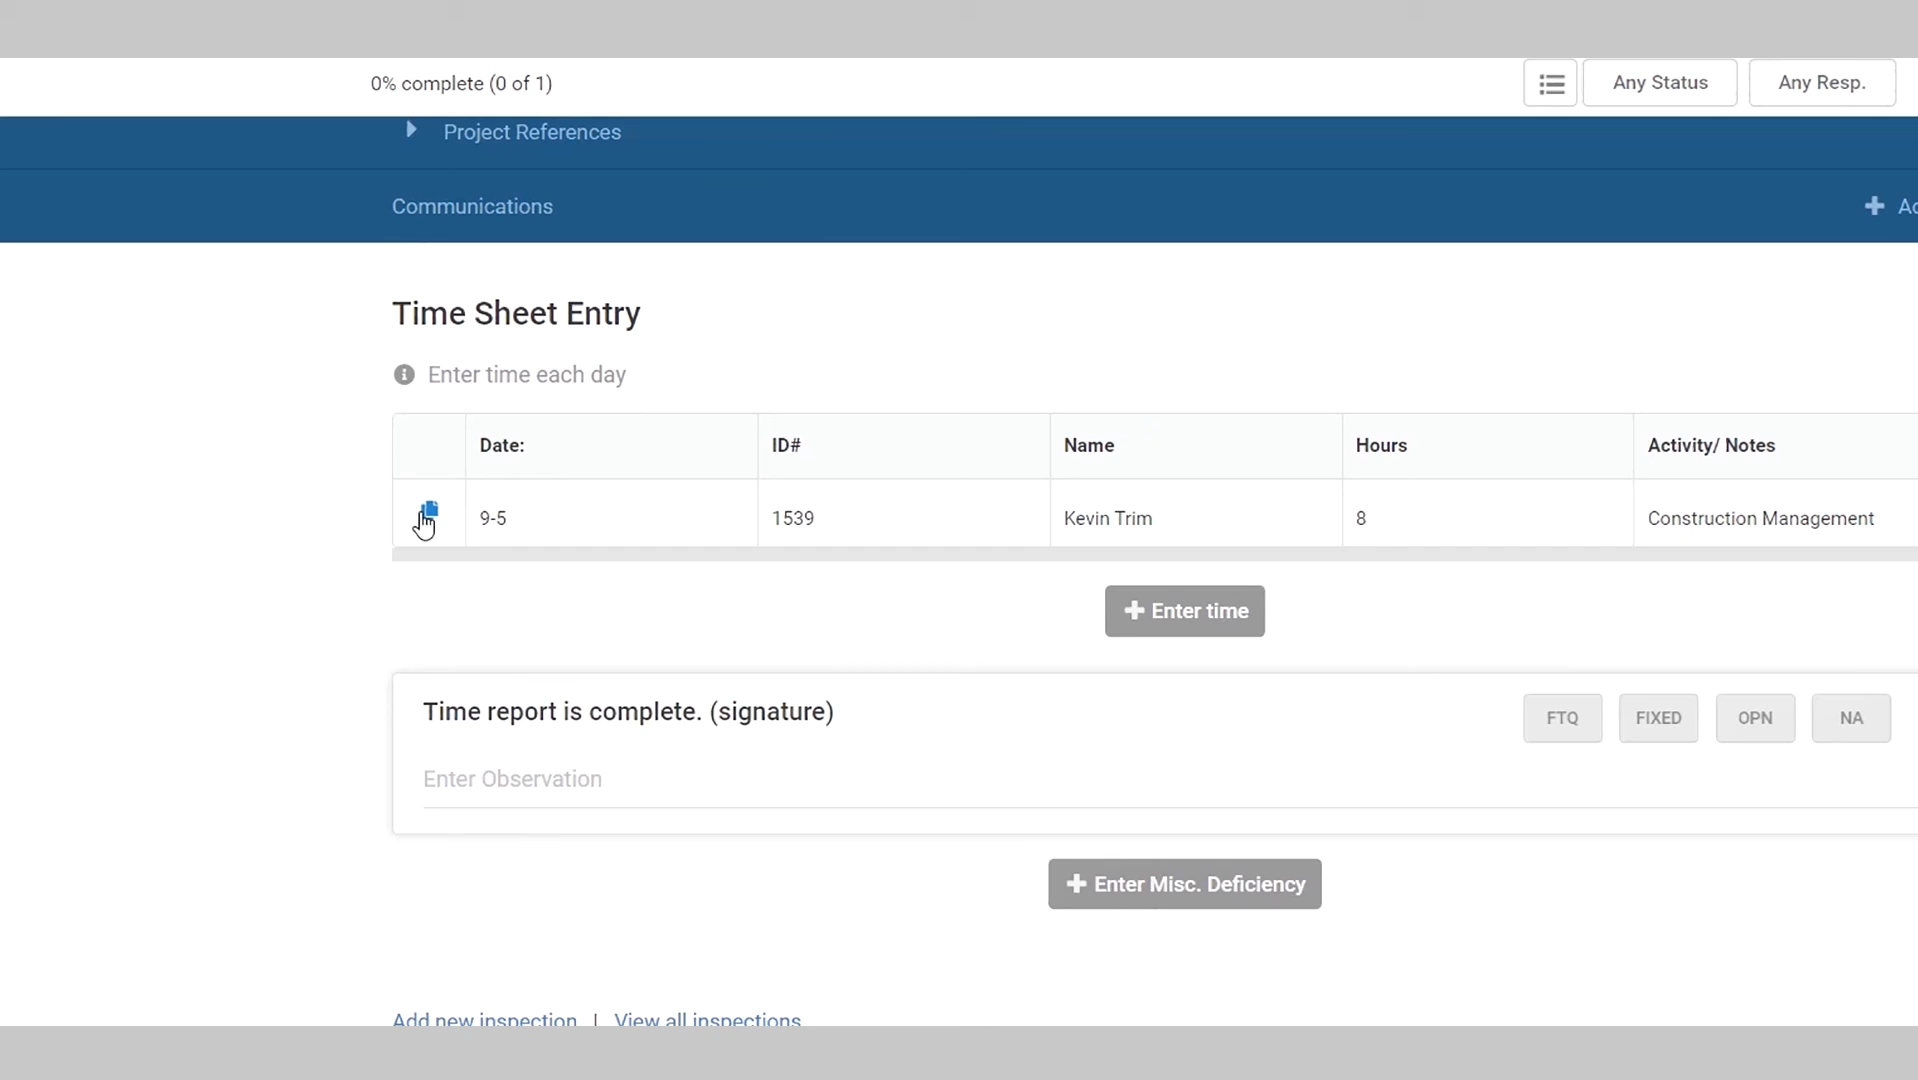 0% complete (0 of 1)
Any Status
Any Resp.
Project References
Communications
Time Sheet Entry
Enter time each day
Date: ID# Name Hours Activity/ Notes
9-5 1539 Kevin Trim 8 Construction Management
Enter time
Time report is complete. (signature)
FTQ FIXED OPN NA
Enter Observation
Enter Misc. Deficiency
Add new inspection | View all inspections